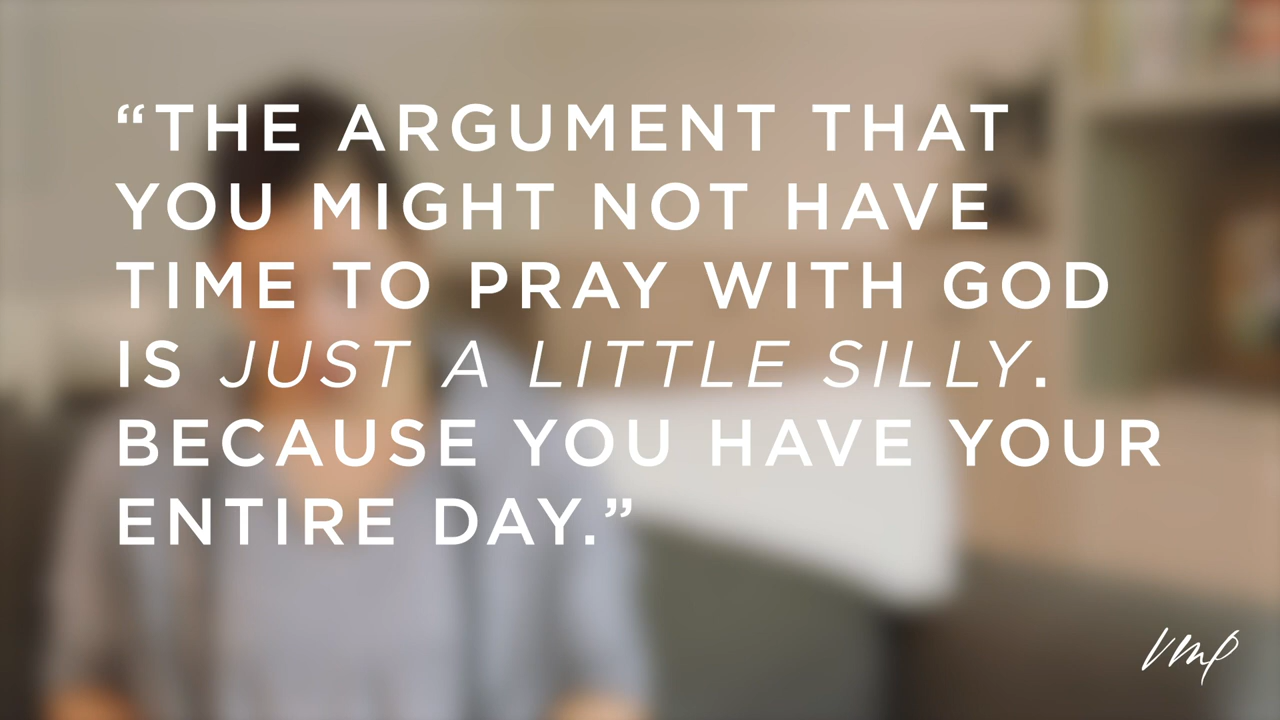 “THE ARGUMENT THAT
YOU MIGHT NOT HAVE
TIME TO PRAY WITH GOD
IS JUST A LITTLE SILLY.
BECAUSE YOU HAVE YOUR
ENTIRE DAY.”
vmp